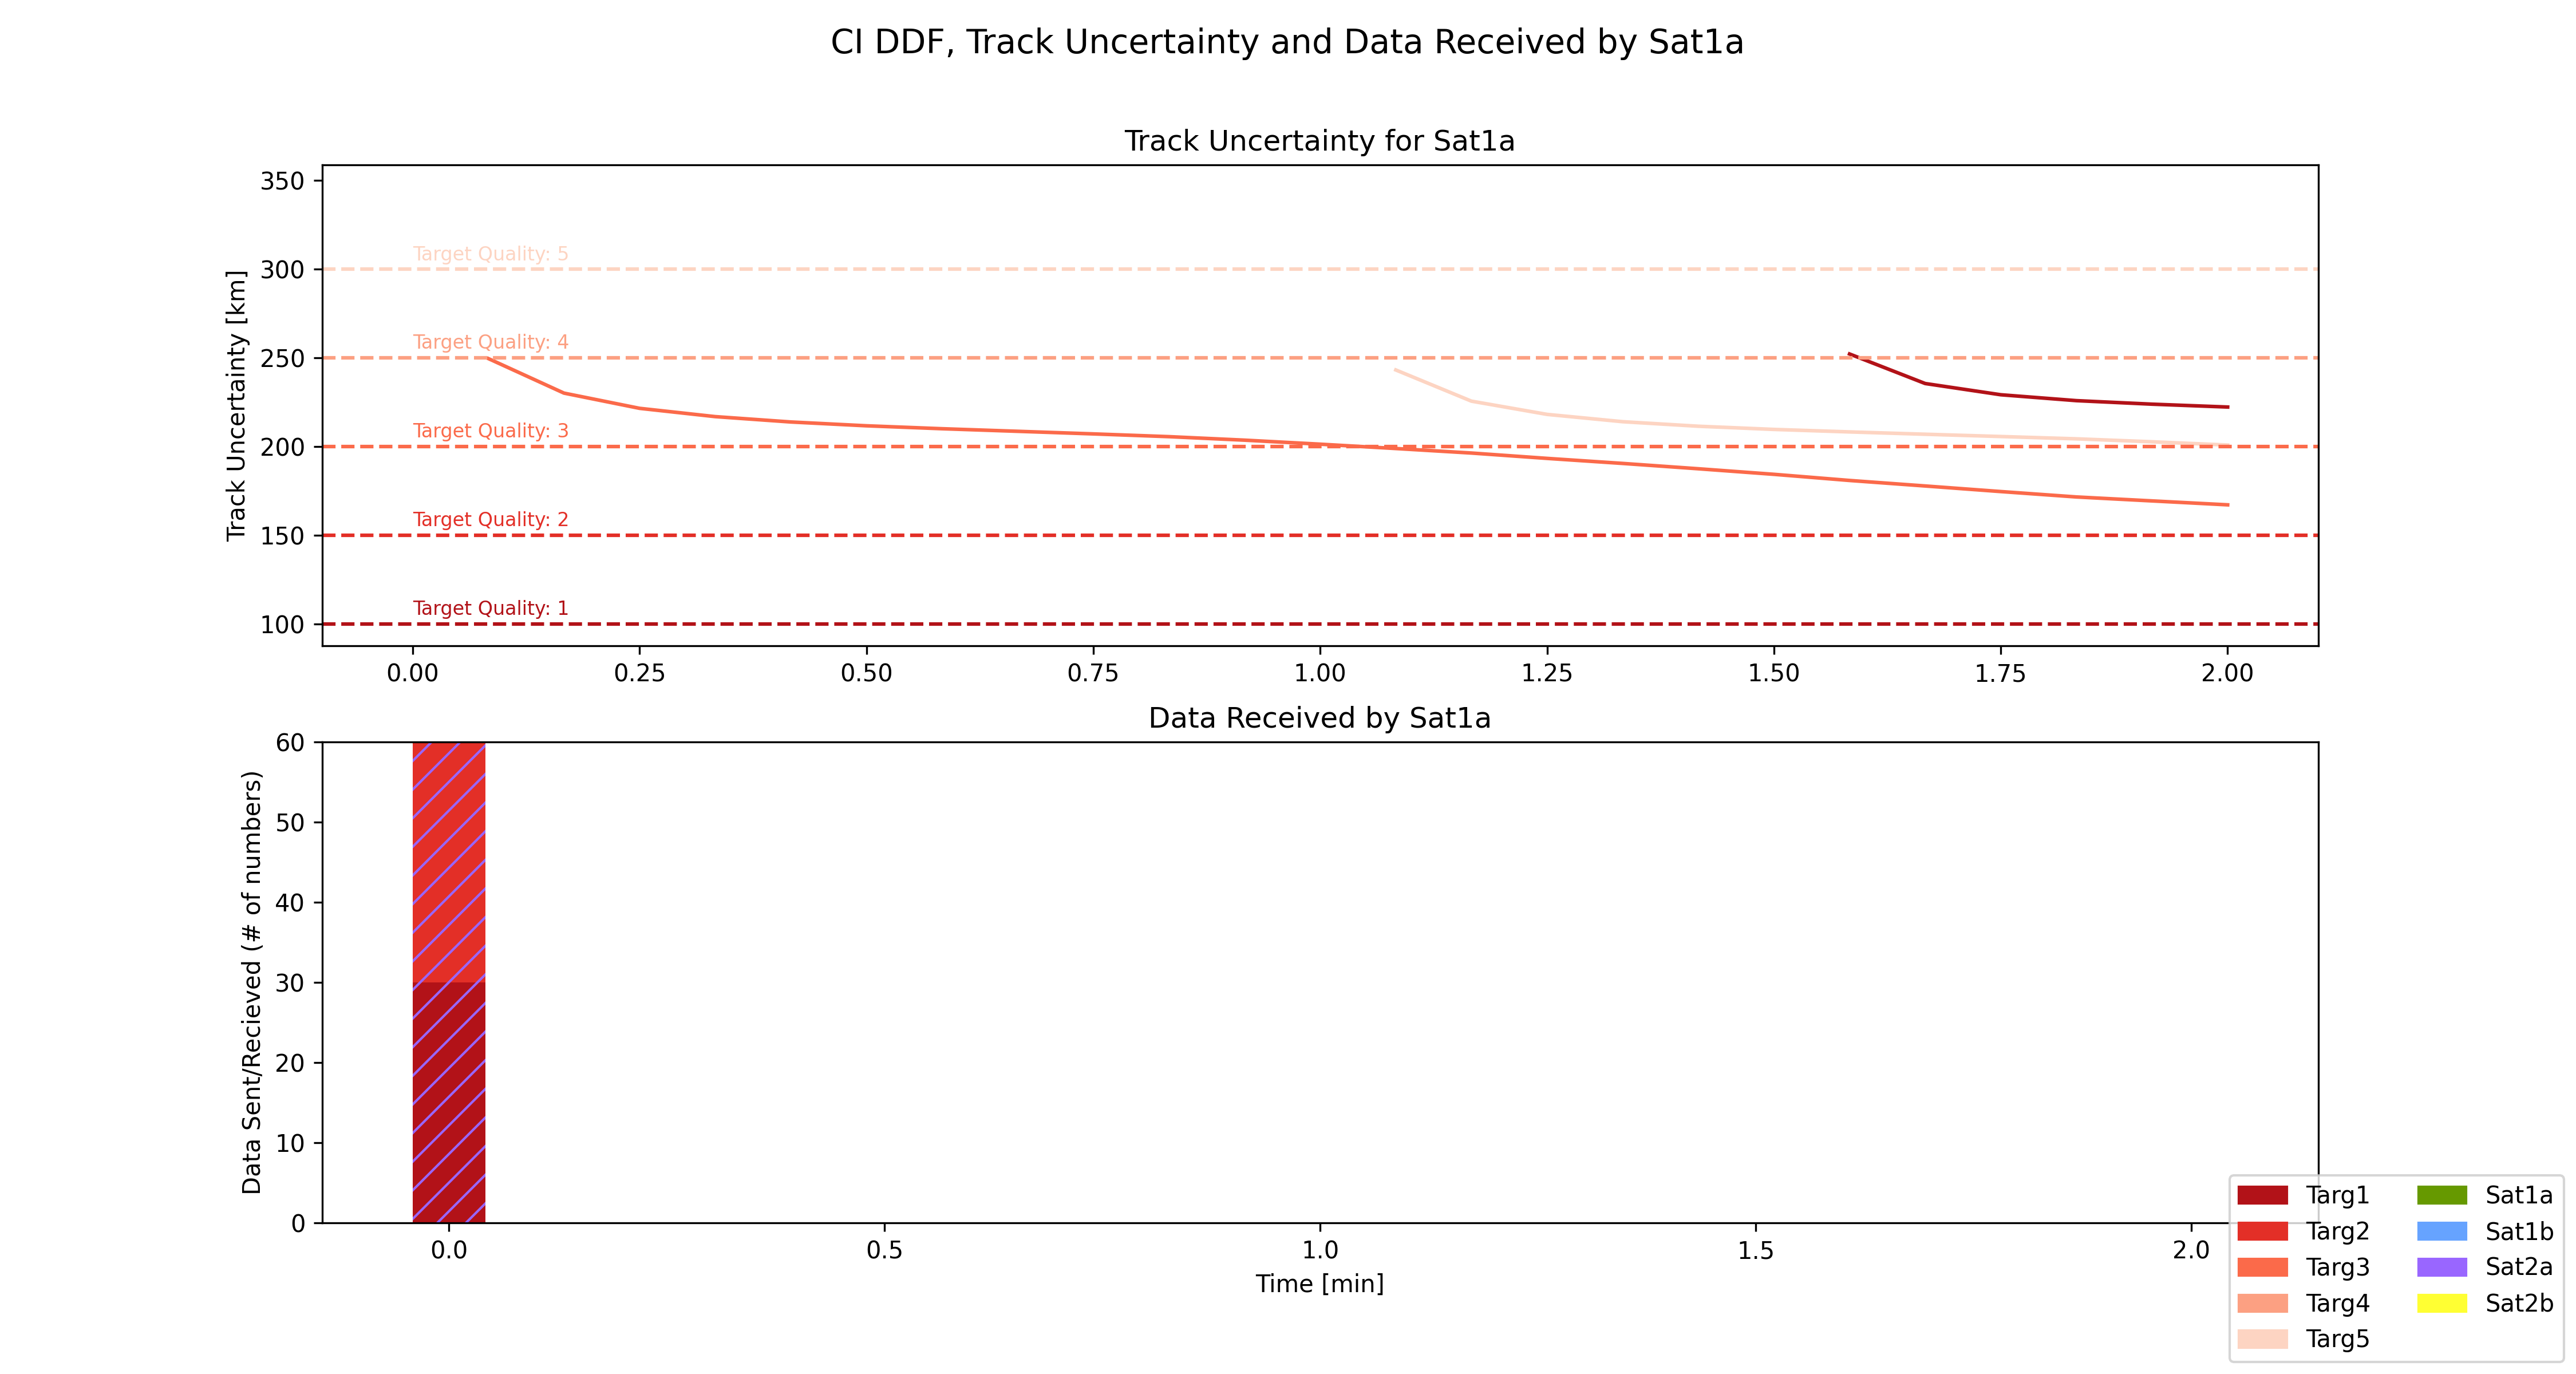 CI DDF, Track Uncertainty and Data Received by Sat1a
Track Uncertainty for Sat1a
Track Uncertainty [km]
350
300
250
200
150
100
Target Quality: 5
Target Quality: 4
Target Quality: 3
Target Quality: 2
Target Quality: 1
0.00 0.25 0.50 0.75 1.00 1.25 1.50 1.75 2.00
Data Received by Sat1a
Data Sent/Recieved (# of numbers)
60
50
40
30
20
10
0
0.0 0.5 1.0 1.5 2.0
Time [min]
Targ1
Targ2
Targ3
Targ4
Targ5
Sat1a
Sat1b
Sat2a
Sat2b